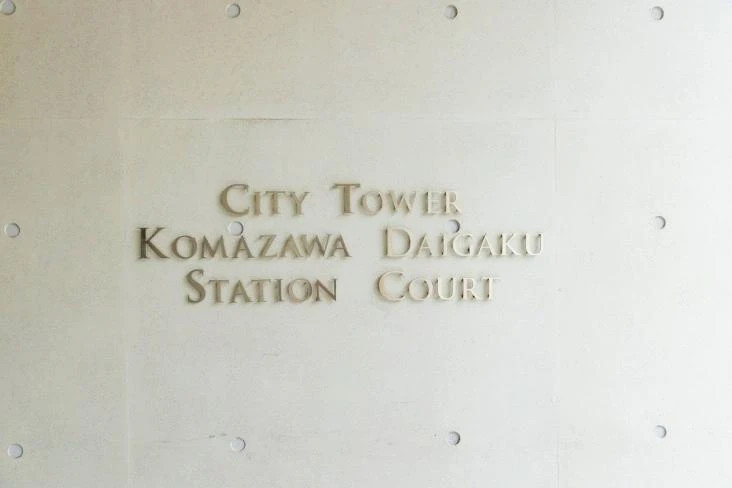 City Tower
Komazawa Daigaku
Station Court